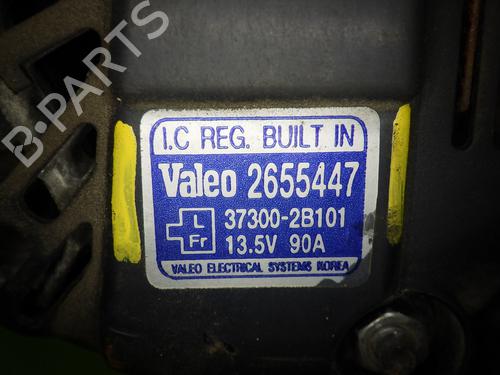 B-PARTS
I.C REG. BUILT IN
Valeo 2655447
L
Fr
37300-2B101
13.5V 90A
VALEO ELECTRICAL SYSTEMS KOREA